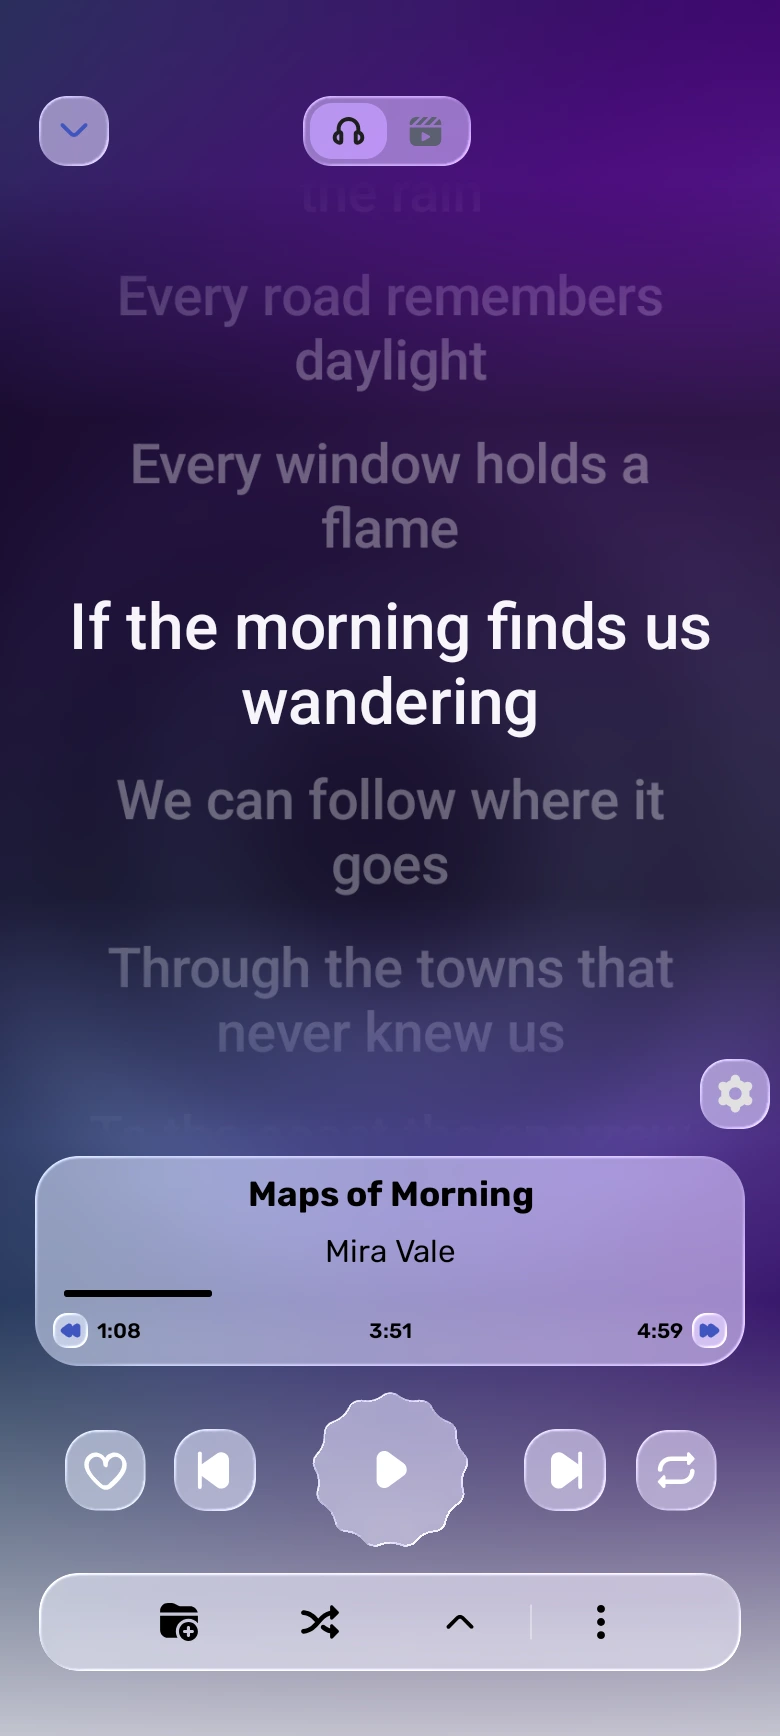 the rain
Every road remembers
daylight
Every window holds a
flame
If the morning finds us
wandering
We can follow where it
goes
Through the towns that
never knew us
Maps of Morning
Mira Vale
1:08 3:51 4:59